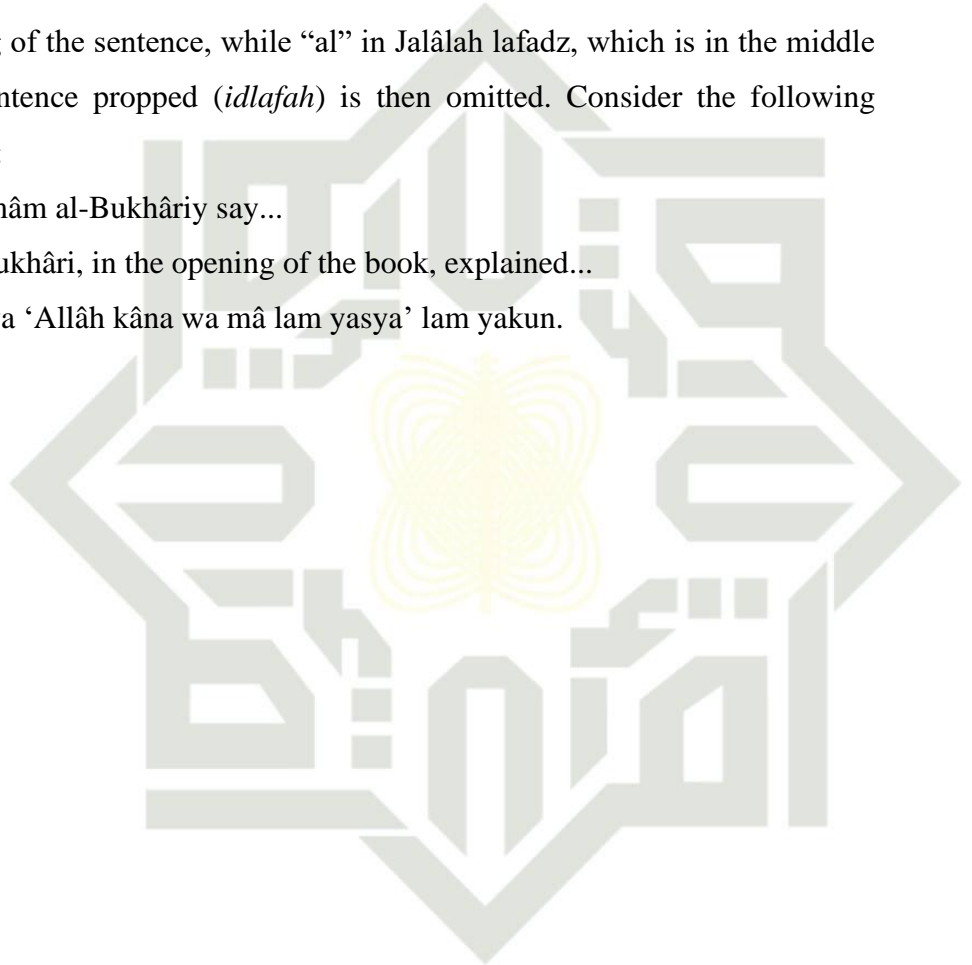 g of the sentence, while “al” in Jalâlah lafadz, which is in the middle
ntence propped (idlafah) is then omitted. Consider the following
:
nâm al-Bukhâriy say...
ukhâri, in the opening of the book, explained...
a ‘Allâh kâna wa mâ lam yasya’ lam yakun.